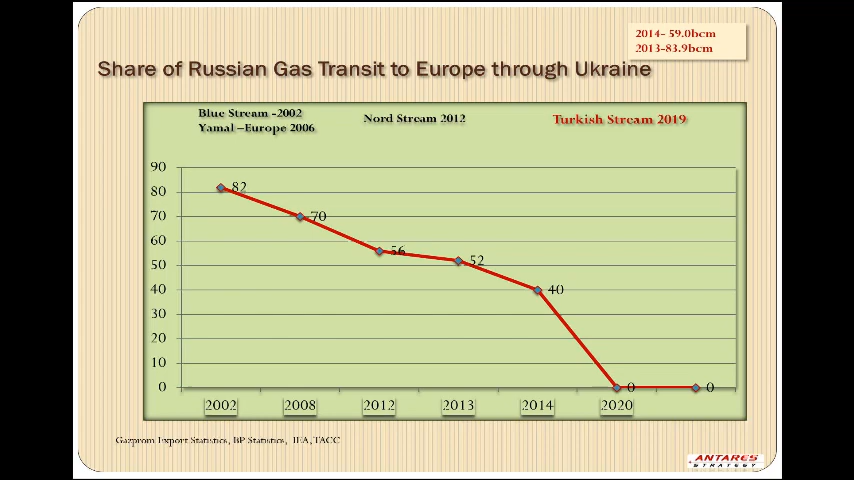 2014- 59.0bcm
2013-83.9bcm
Share of Russian Gas Transit to Europe through Ukraine
Blue Stream -2002
Yamal –Europe 2006
Nord Stream 2012
Turkish Stream 2019
90
80
70
60
50
40
30
20
10
0
82
70
56
52
40
0
0
2002
2008
2012
2013
2014
2020
Gazprom Export Statistics, BP Statistics, IEA, TACC
ANTARES
STRATEGY